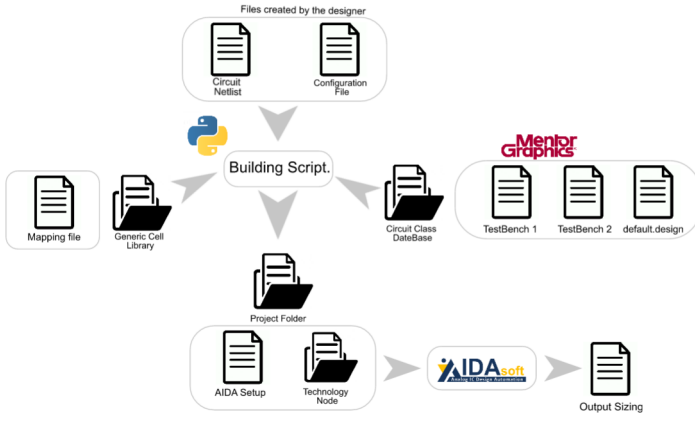 Files created by the designer
Circuit
Netlist
Configuration
File
Mentor
Graphics
Building Script.
Mapping file
Generic Cell
Library
Circuit Class
DateBase
TestBench 1
TestBench 2
default.design
Project Folder
AIDA Setup
Technology
Node
AIDAsoft
Analog IC Design Automation
Output Sizing